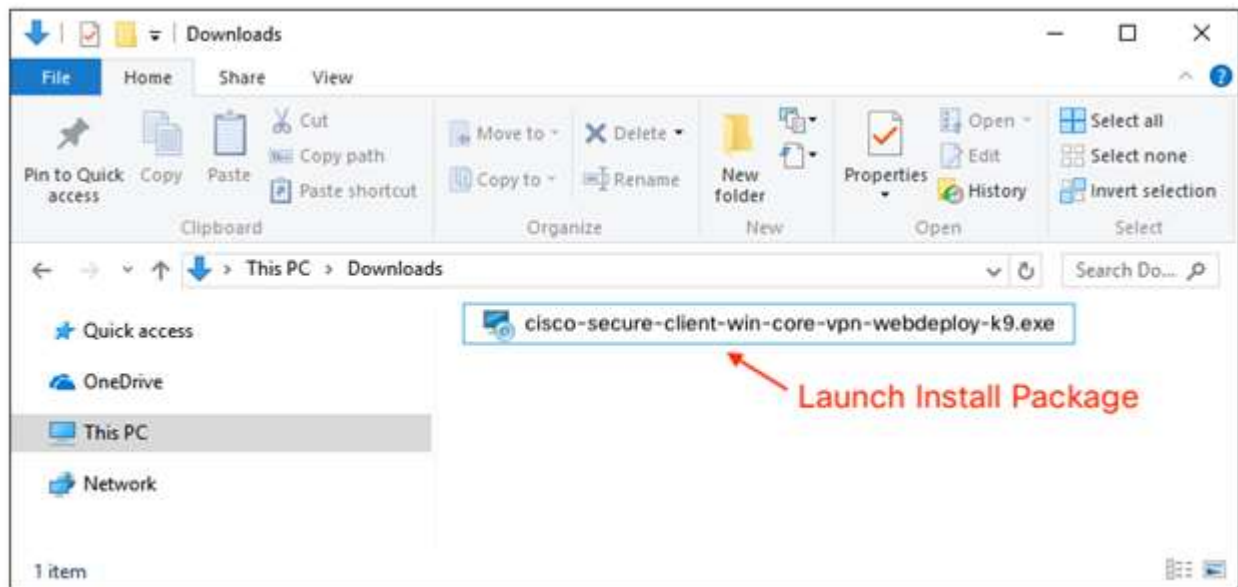 Downloads
File Home Share View
Pin to Quick access
Copy
Paste
Cut
Copy path
Paste shortcut
Clipboard
Move to
Copy to
Delete
Rename
Organize
New folder
New
Properties
Open
Edit
History
Open
Select all
Select none
Invert selection
Select
This PC > Downloads
Search Do...
Quick access
OneDrive
This PC
Network
cisco-secure-client-win-core-vpn-webdeploy-k9.exe
Launch Install Package
1 item